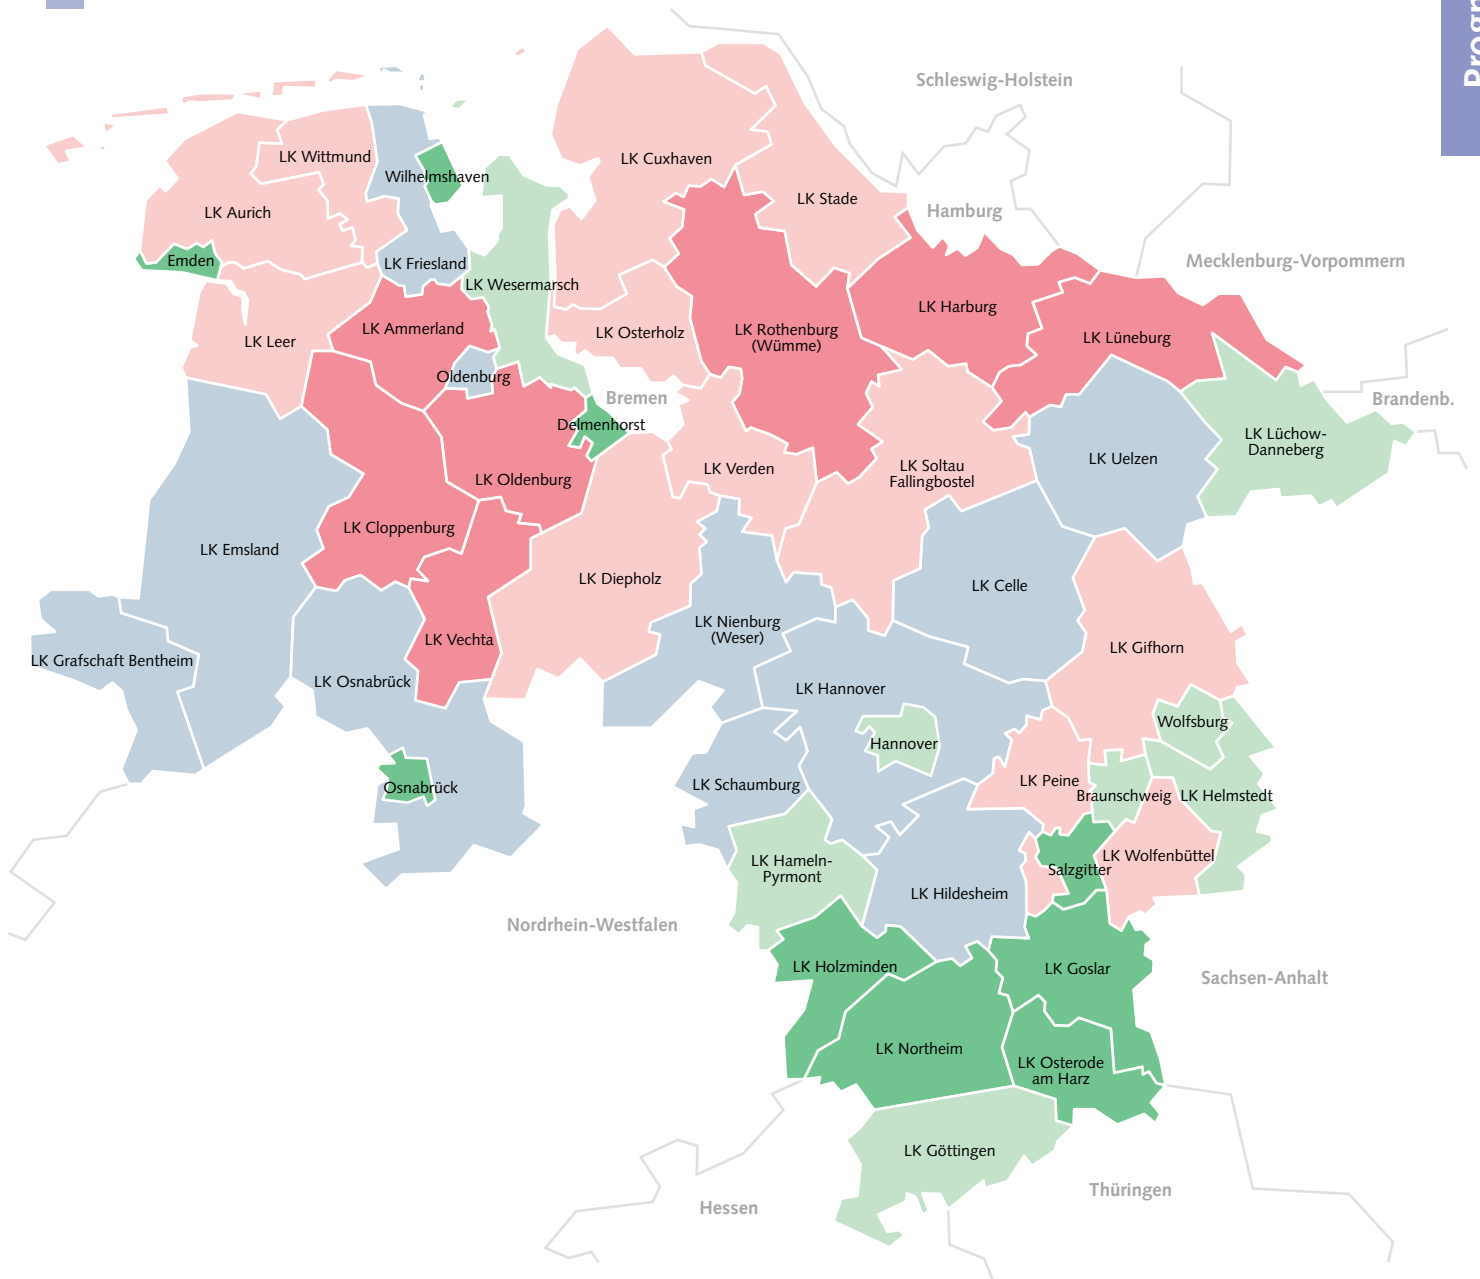 Progn
Schleswig-Holstein
LK Wittmund
LK Cuxhaven
Wilhelmshaven
LK Stade
LK Aurich
Hamburg
Emden
LK Friesland
Mecklenburg-Vorpommern
LK Wesermarsch
LK Harburg
LK Ammerland
LK Osterholz
LK Rothenburg
(Wümme)
LK Lüneburg
LK Leer
Oldenburg
Bremen
Brandenb.
Delmenhorst
LK Lüchow-
Danneberg
LK Uelzen
LK Verden
LK Soltau
Fallingbostel
LK Oldenburg
LK Cloppenburg
LK Emsland
LK Diepholz
LK Celle
LK Nienburg
(Weser)
LK Vechta
LK Gifhorn
LK Grafschaft Bentheim
LK Osnabrück
LK Hannover
Wolfsburg
Hannover
LK Peine
LK Schaumburg
Osnabrück
Braunschweig
LK Helmstedt
LK Hameln-
Pyrmont
LK Wolfenbüttel
Salzgitter
LK Hildesheim
Nordrhein-Westfalen
LK Holzminden
LK Goslar
Sachsen-Anhalt
LK Northeim
LK Osterode
am Harz
LK Göttingen
Thüringen
Hessen